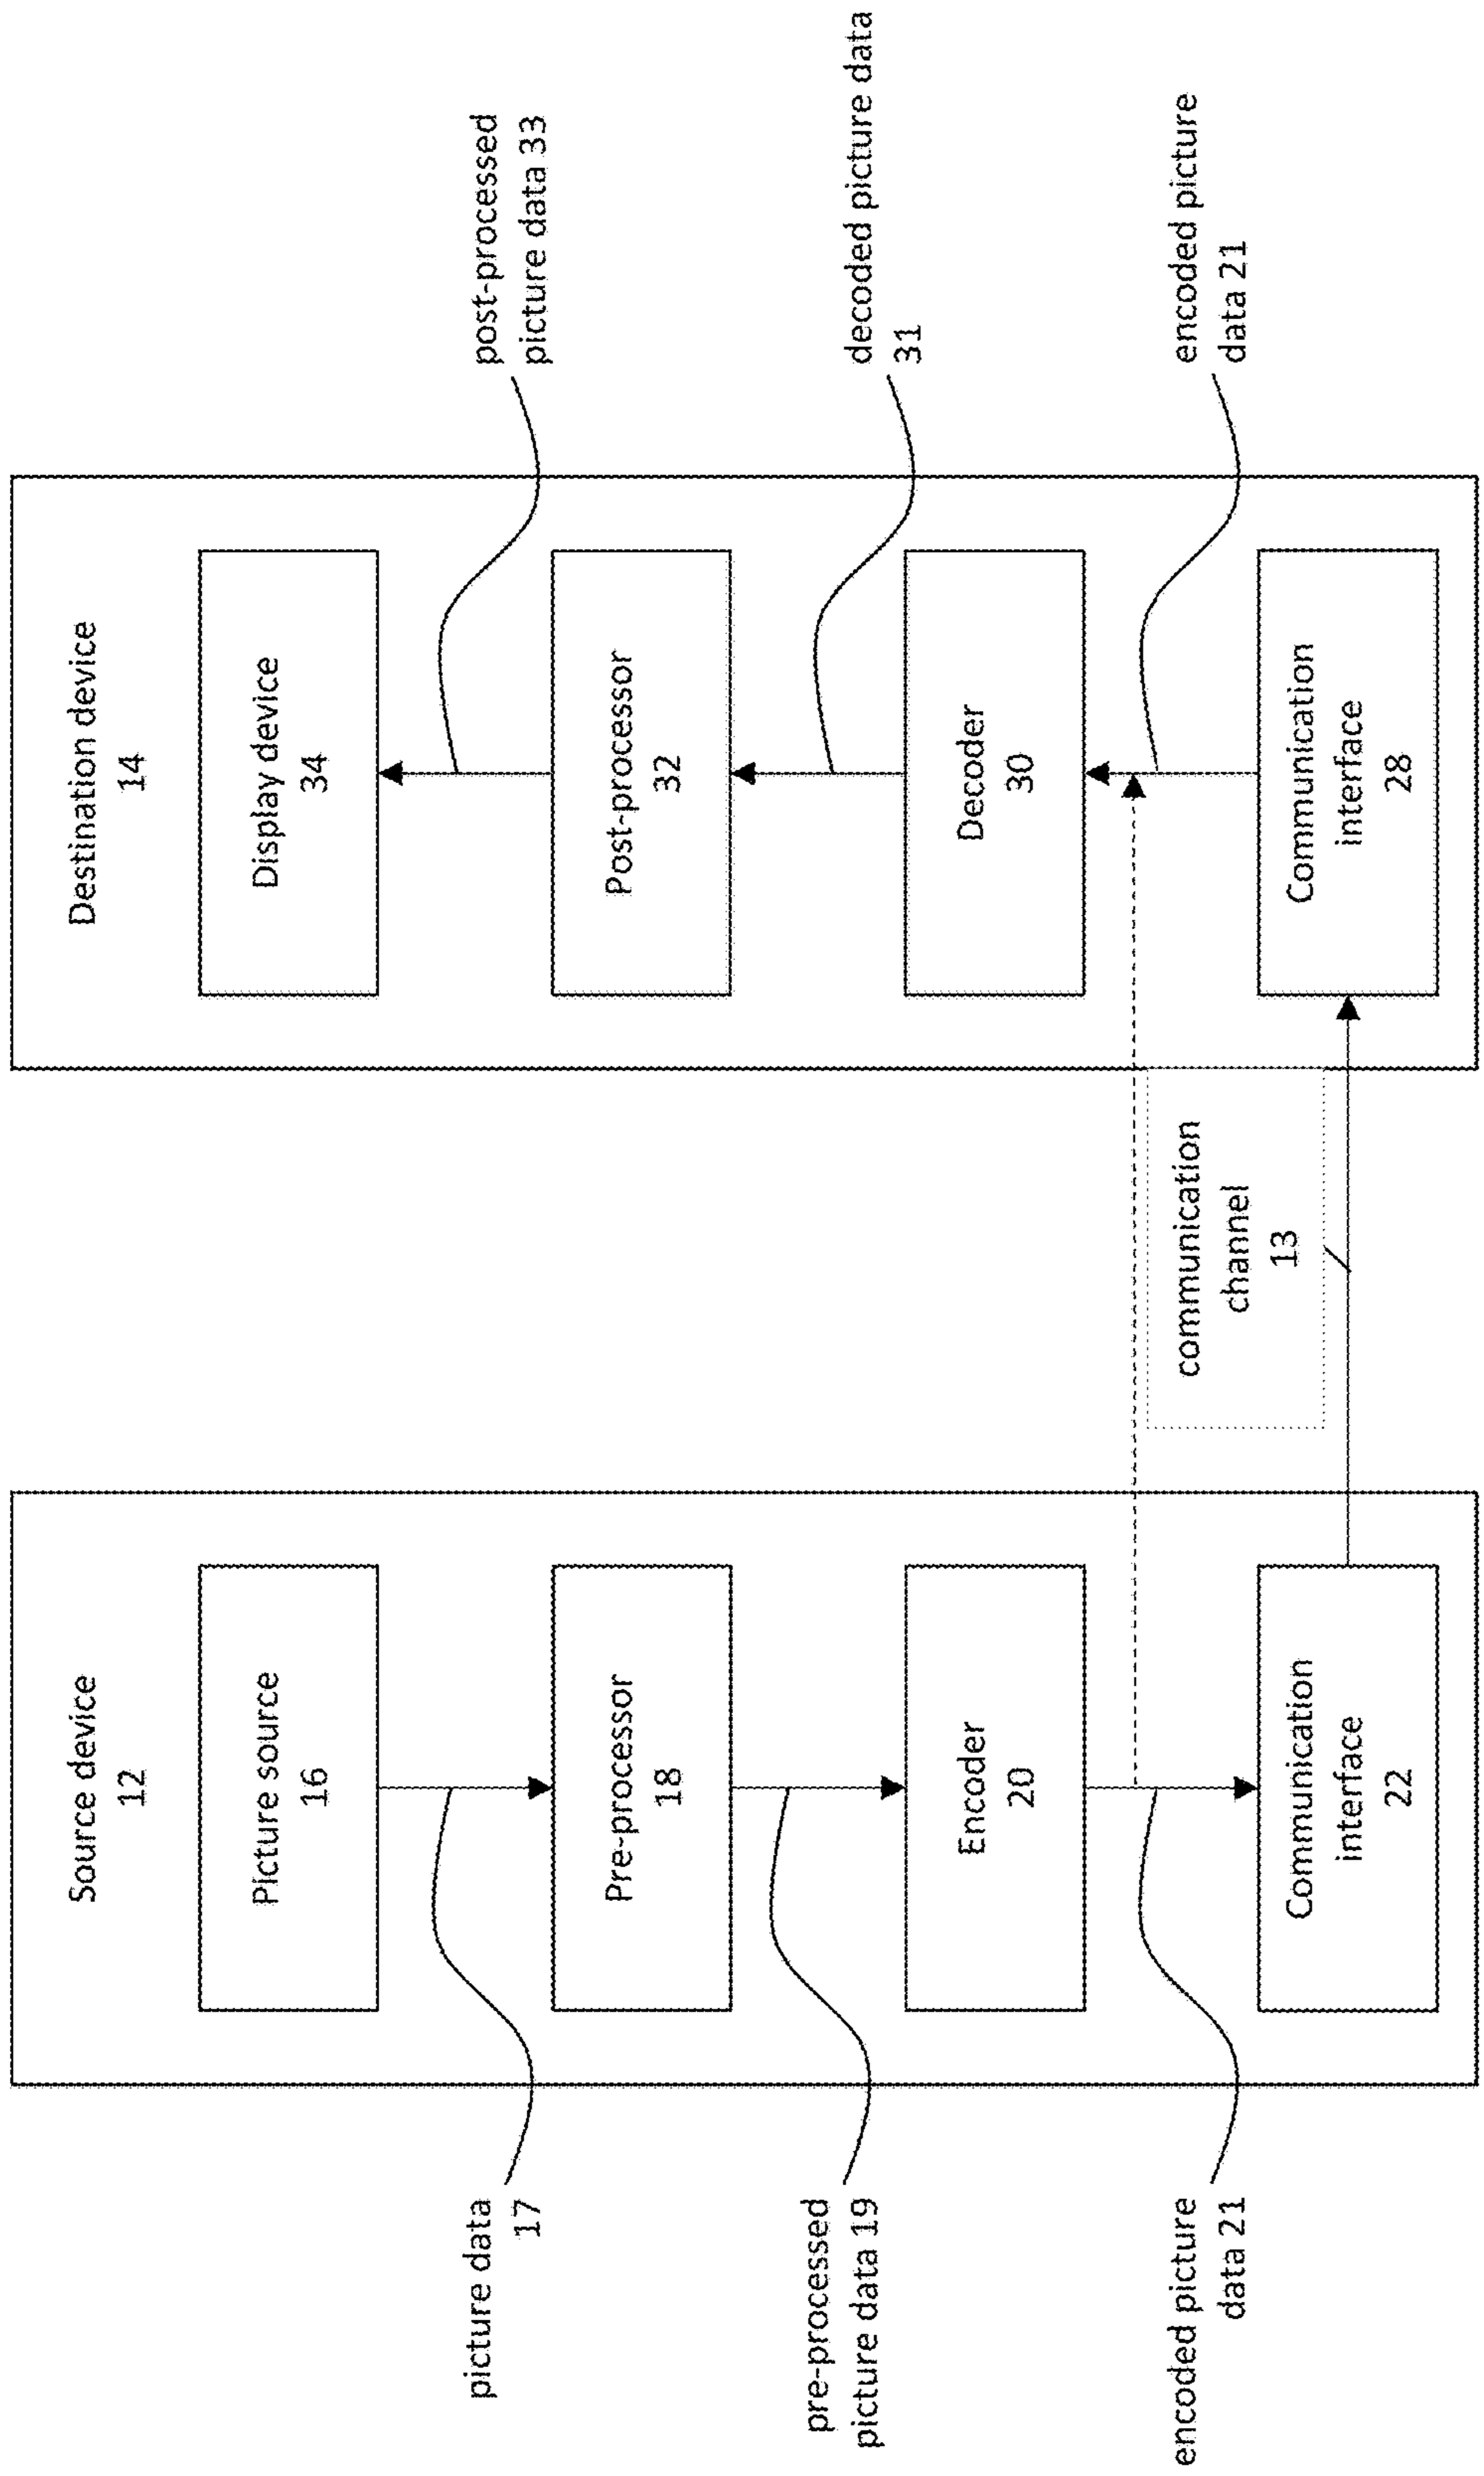 Source device
12
Picture source
16
picture data
17
Pre-processor
18
pre-processed
picture data 19
Encoder
20
encoded picture
data 21
Communication
interface
22
communication
channel
13
Destination device
14
Display device
34
post-processed
picture data 33
Post-processor
32
decoded picture data
31
Decoder
30
encoded picture
data 21
Communication
interface
28